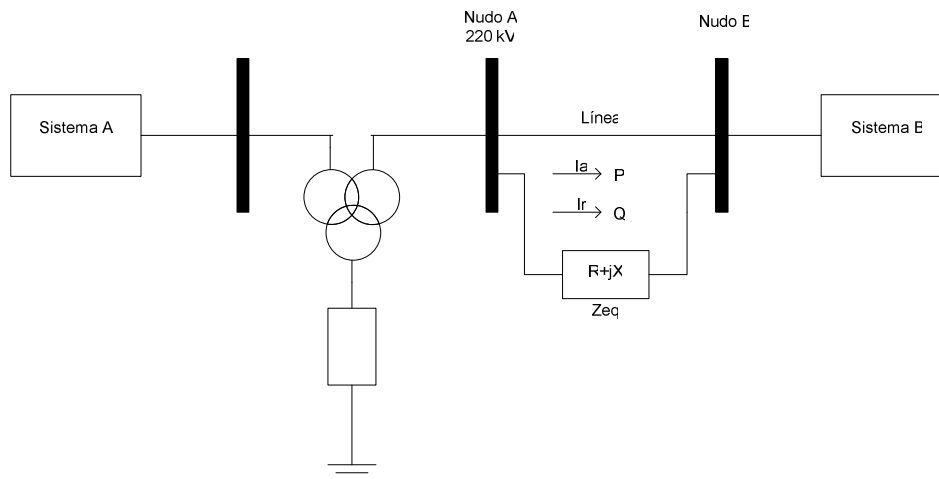 Nudo A
220 kV
Nudo B
Sistema A
Línea
Sistema B
Ia
P
Ir
Q
R+jX
Zeq